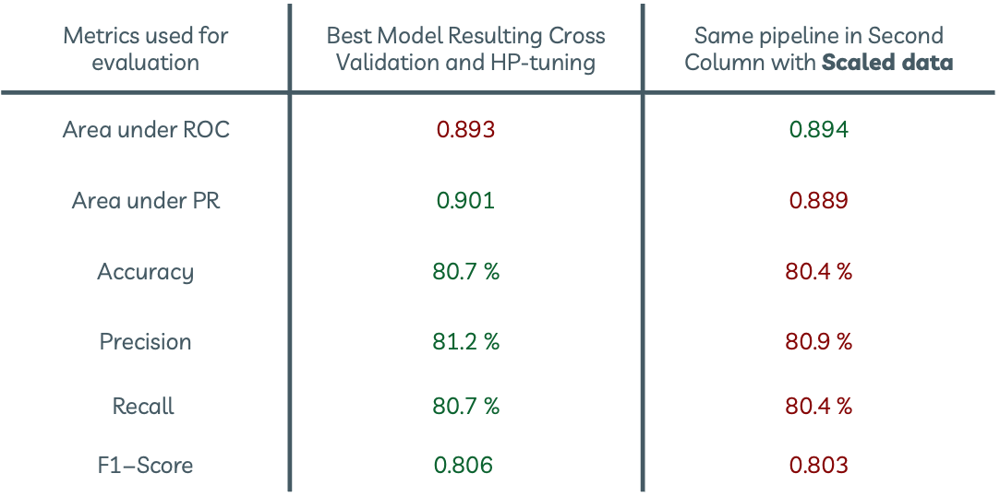 Metrics used for
evaluation
Best Model Resulting Cross
Validation and HP-tuning
Same pipeline in Second
Column with Scaled data
Area under ROC
0.893
0.894
Area under PR
0.901
0.889
Accuracy
80.7 %
80.4 %
Precision
81.2 %
80.9 %
Recall
80.7 %
80.4 %
F1–Score
0.806
0.803